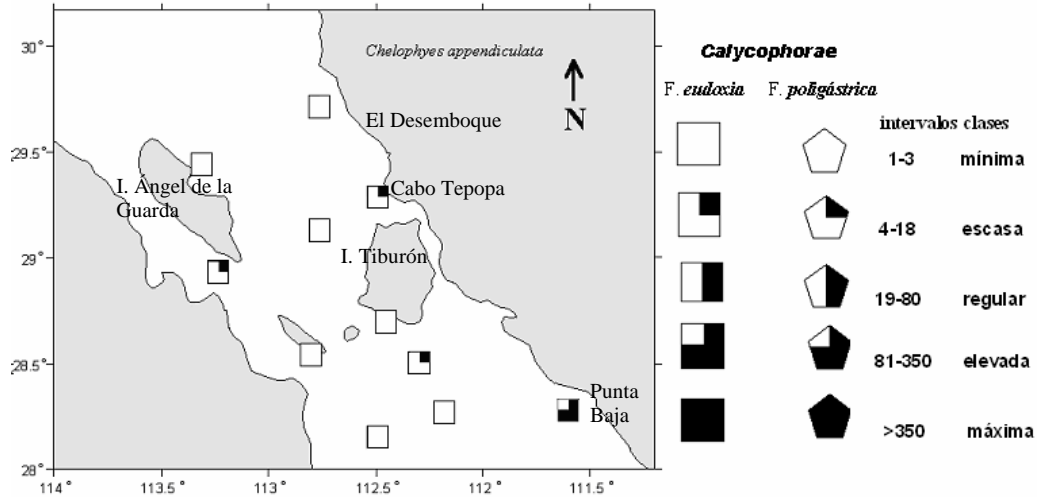 30°
29.5°
29°
28.5°
28°
114°
113.5°
113°
112.5°
112°
111.5°
Chelophyes appendiculata
N
El Desemboque
Cabo Tepopa
I. Ángel de la
Guarda
I. Tiburón
Punta
Baja
Calycophorae
F. eudoxia F. poligástrica
intervalos clases
1-3 mínima
4-18 escasa
19-80 regular
81-350 elevada
>350 máxima